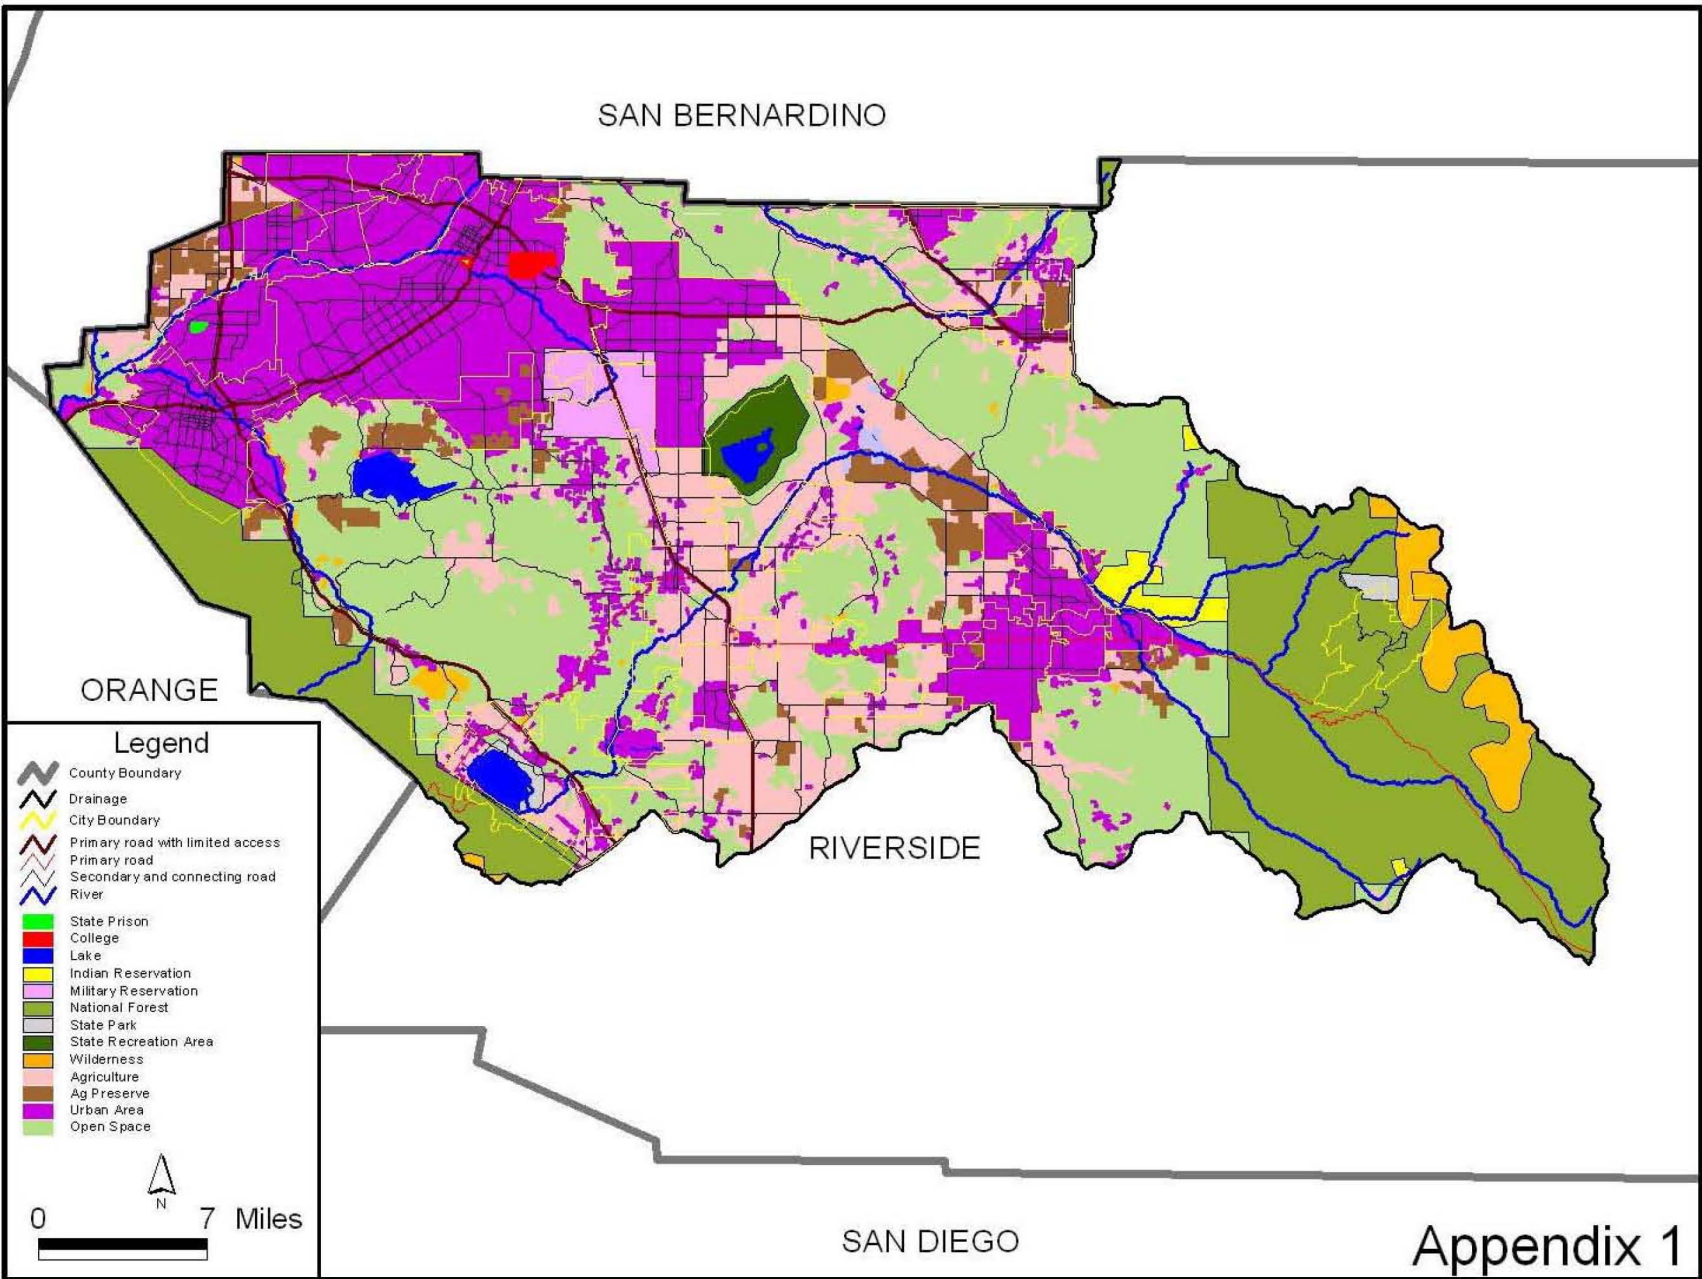 SAN BERNARDINO
ORANGE
RIVERSIDE
SAN DIEGO
Legend
County Boundary
Drainage
City Boundary
Primary road with limited access
Primary road
Secondary and connecting road
River
State Prison
College
Lake
Indian Reservation
Military Reservation
National Forest
State Park
State Recreation Area
Wilderness
Agriculture
Ag Preserve
Urban Area
Open Space
N
0 7 Miles
Appendix 1